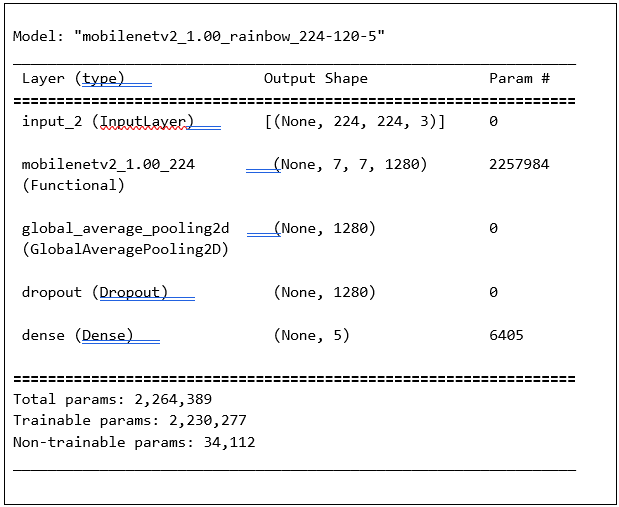 Model: "mobilenetv2_1.00_rainbow_224-120-5"
Layer (type) Output Shape Param #
input_2 (InputLayer) [(None, 224, 224, 3)] 0
mobilenetv2_1.00_224 (None, 7, 7, 1280) 2257984
(Functional)
global_average_pooling2d (None, 1280) 0
(GlobalAveragePooling2D)
dropout (Dropout) (None, 1280) 0
dense (Dense) (None, 5) 6405
Total params: 2,264,389
Trainable params: 2,230,277
Non-trainable params: 34,112